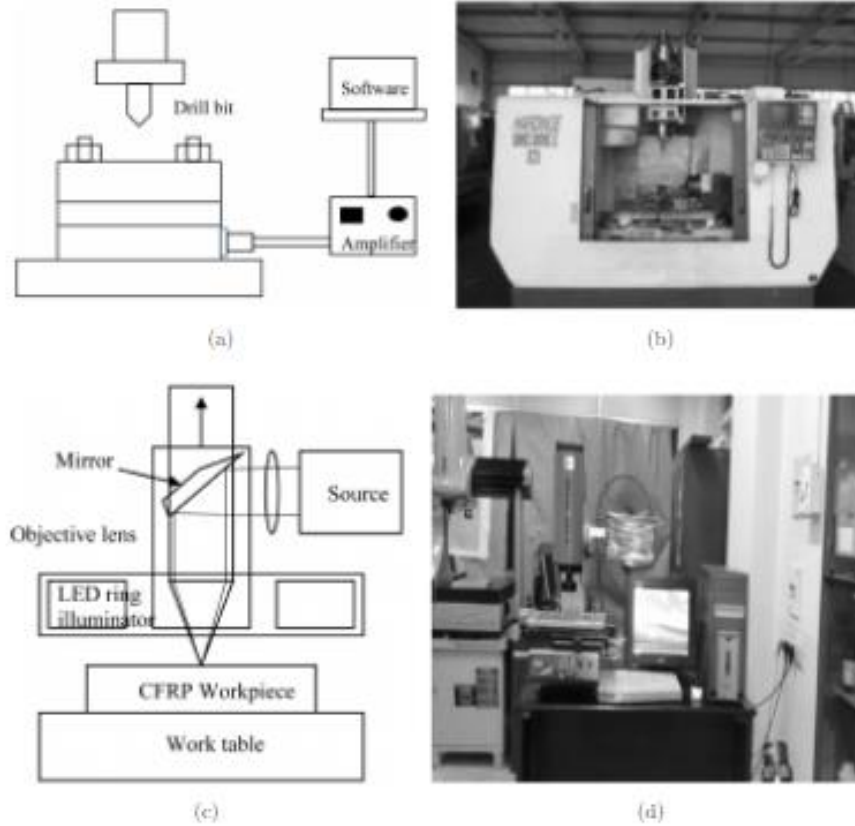 Drill bit
Software
Amplifier
(a)
(b)
Mirror
Source
Objective lens
LED ring
illuminator
CFRP Workpiece
Work table
(c)
(d)